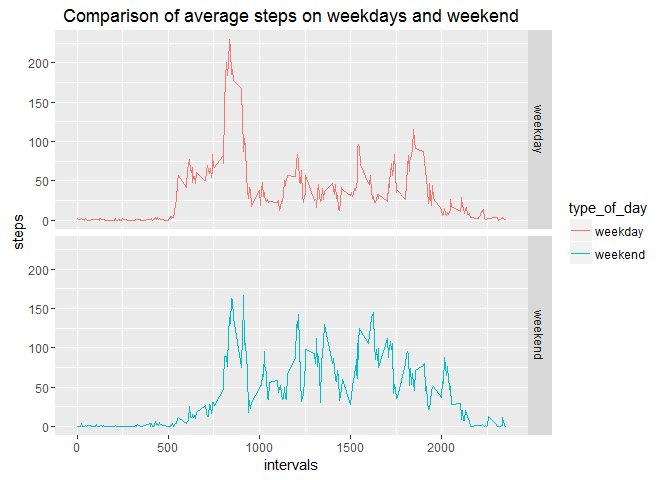 Comparison of average steps on weekdays and weekend
steps
200
150
100
50
0
weekday
200
150
100
50
0
weekend
0
500
1000
1500
2000
intervals
type_of_day
weekday
weekend